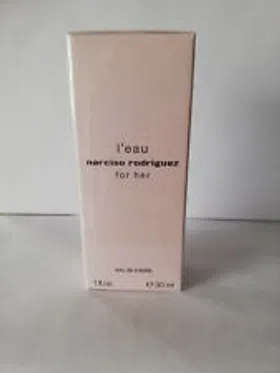 l'eau
narciso rodriguez
for her
eau de toilette
1 fl.oz. ℮ 30 ml